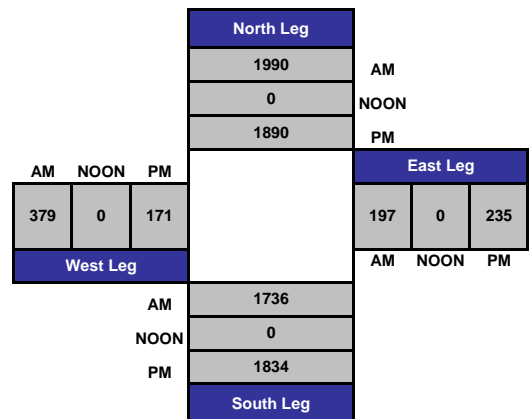 North Leg
1990 AM
0 NOON
1890 PM
AM NOON PM
East Leg
379 0 171
197 0 235
West Leg
AM NOON PM
AM 1736
NOON 0
PM 1834
South Leg